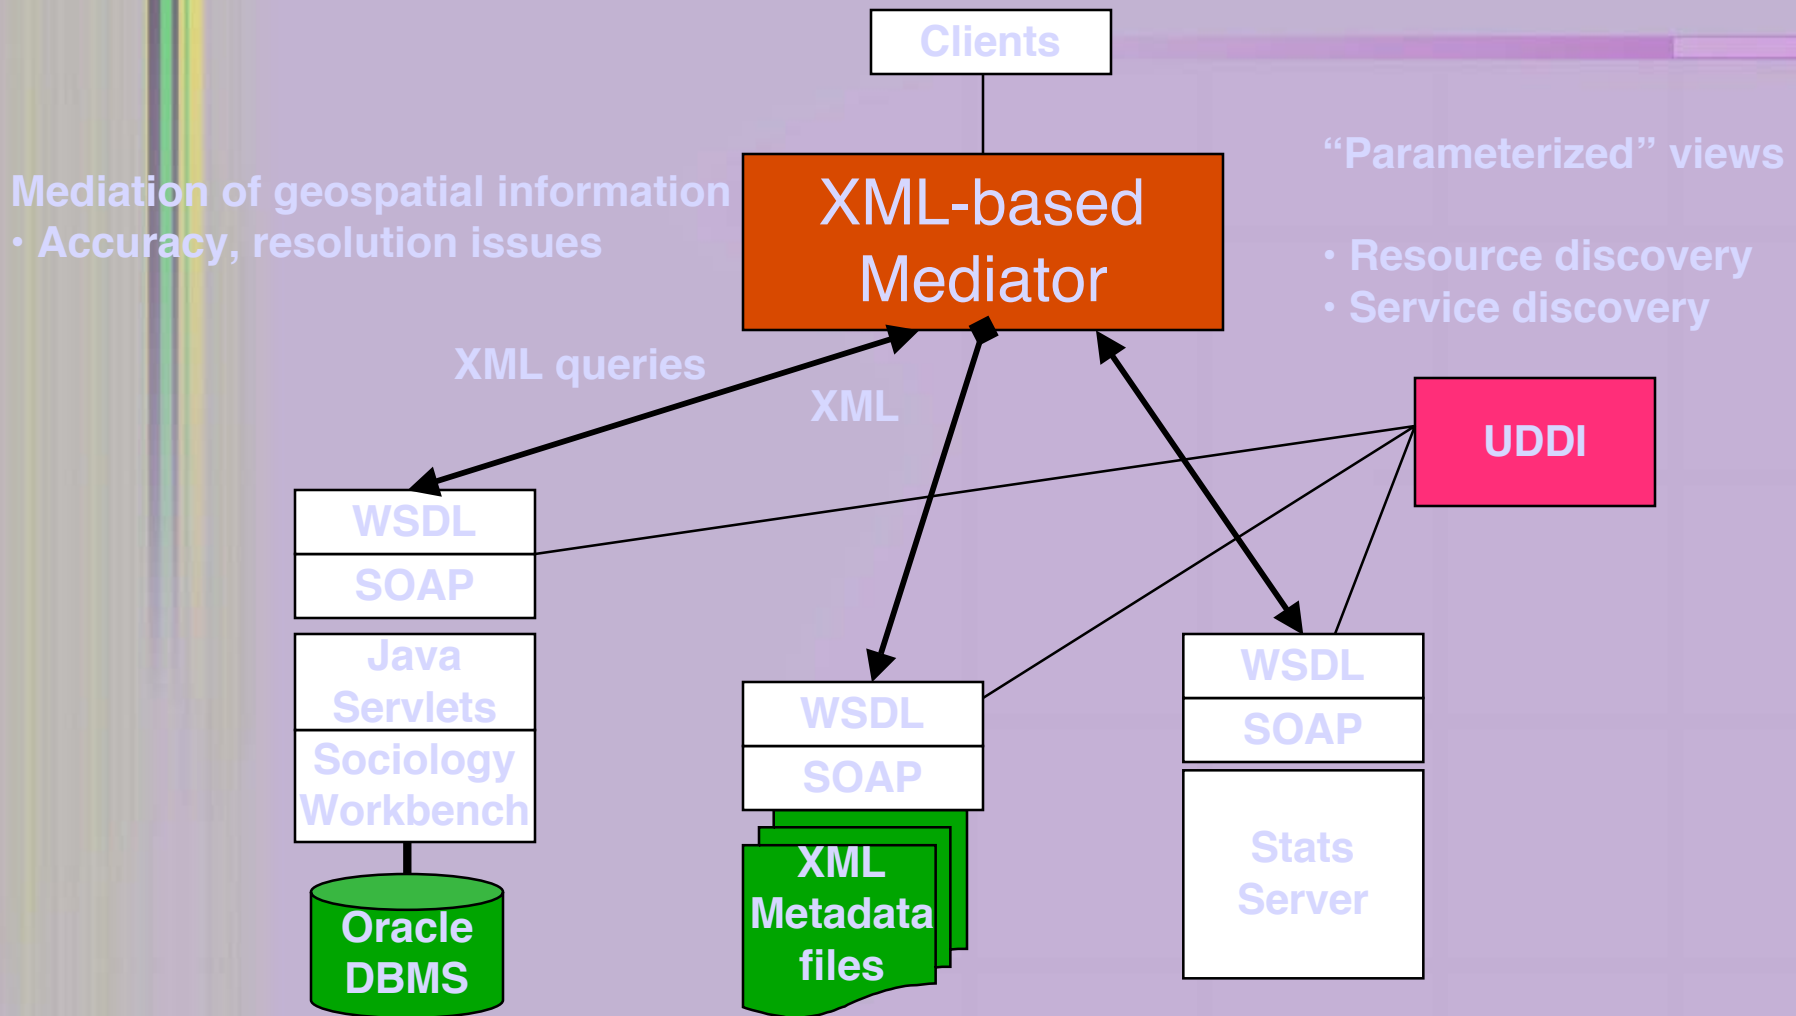 Clients
“Parameterized” views
Mediation of geospatial information
• Accuracy, resolution issues
XML-based
Mediator
• Resource discovery
• Service discovery
XML queries
XML
UDDI
WSDL
SOAP
Java
Servlets
Sociology
Workbench
Oracle
DBMS
WSDL
SOAP
XML
Metadata
files
WSDL
SOAP
Stats
Server